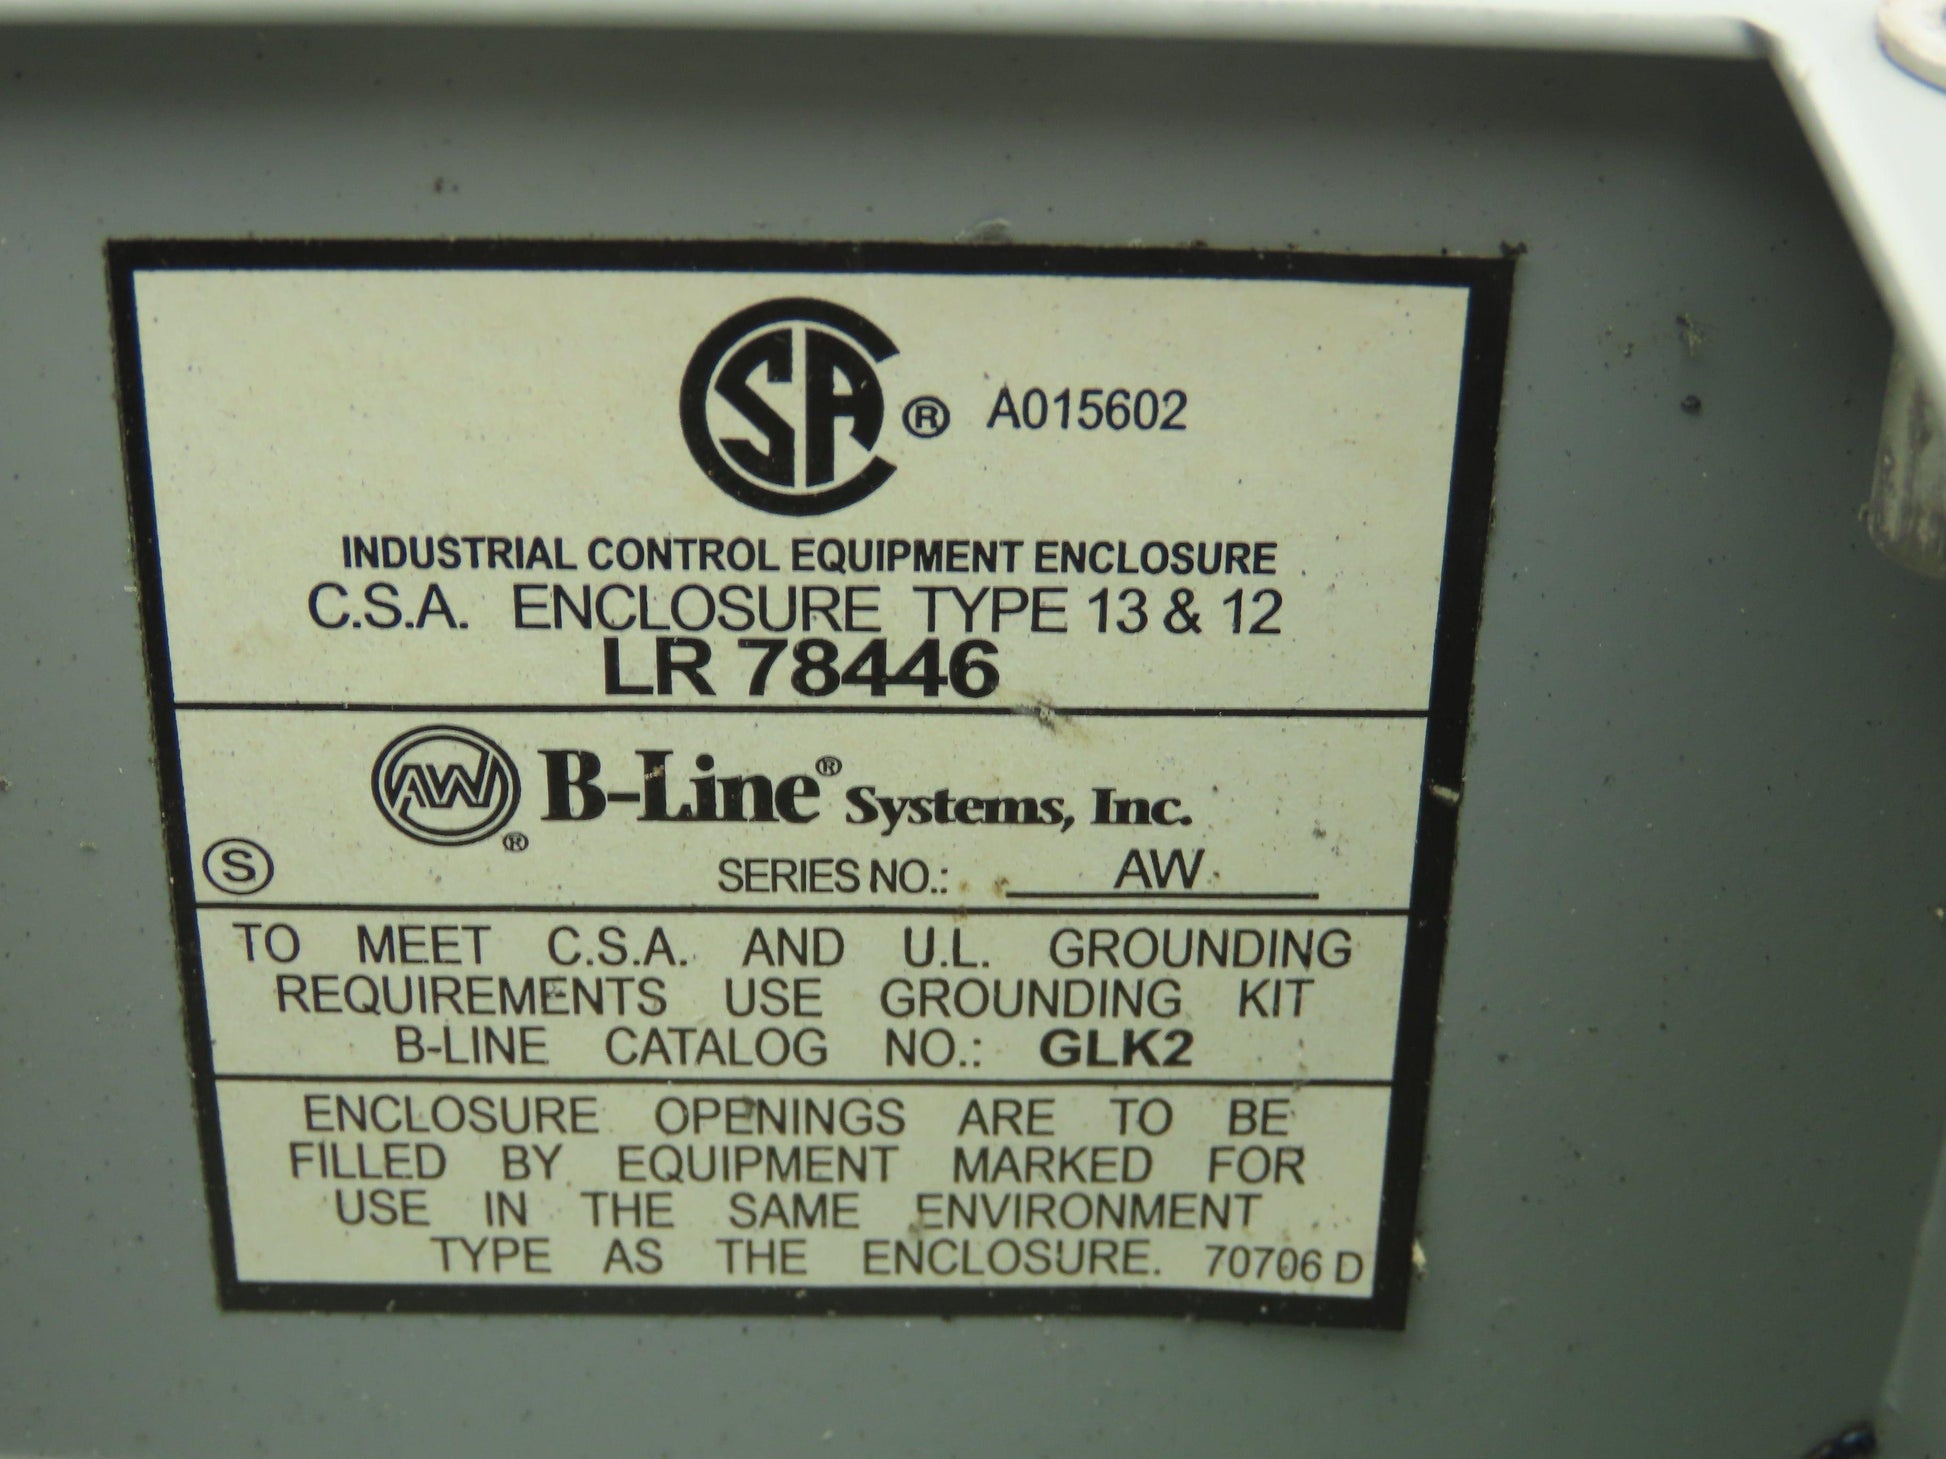 CSA® A015602
INDUSTRIAL CONTROL EQUIPMENT ENCLOSURE
C.S.A. ENCLOSURE TYPE 13 & 12
LR 78446
AW® B-Line® Systems, Inc.
S SERIES NO.: AW
TO MEET C.S.A. AND U.L. GROUNDING
REQUIREMENTS USE GROUNDING KIT
B-LINE CATALOG NO.: GLK2
ENCLOSURE OPENINGS ARE TO BE
FILLED BY EQUIPMENT MARKED FOR
USE IN THE SAME ENVIRONMENT
TYPE AS THE ENCLOSURE. 70706 D